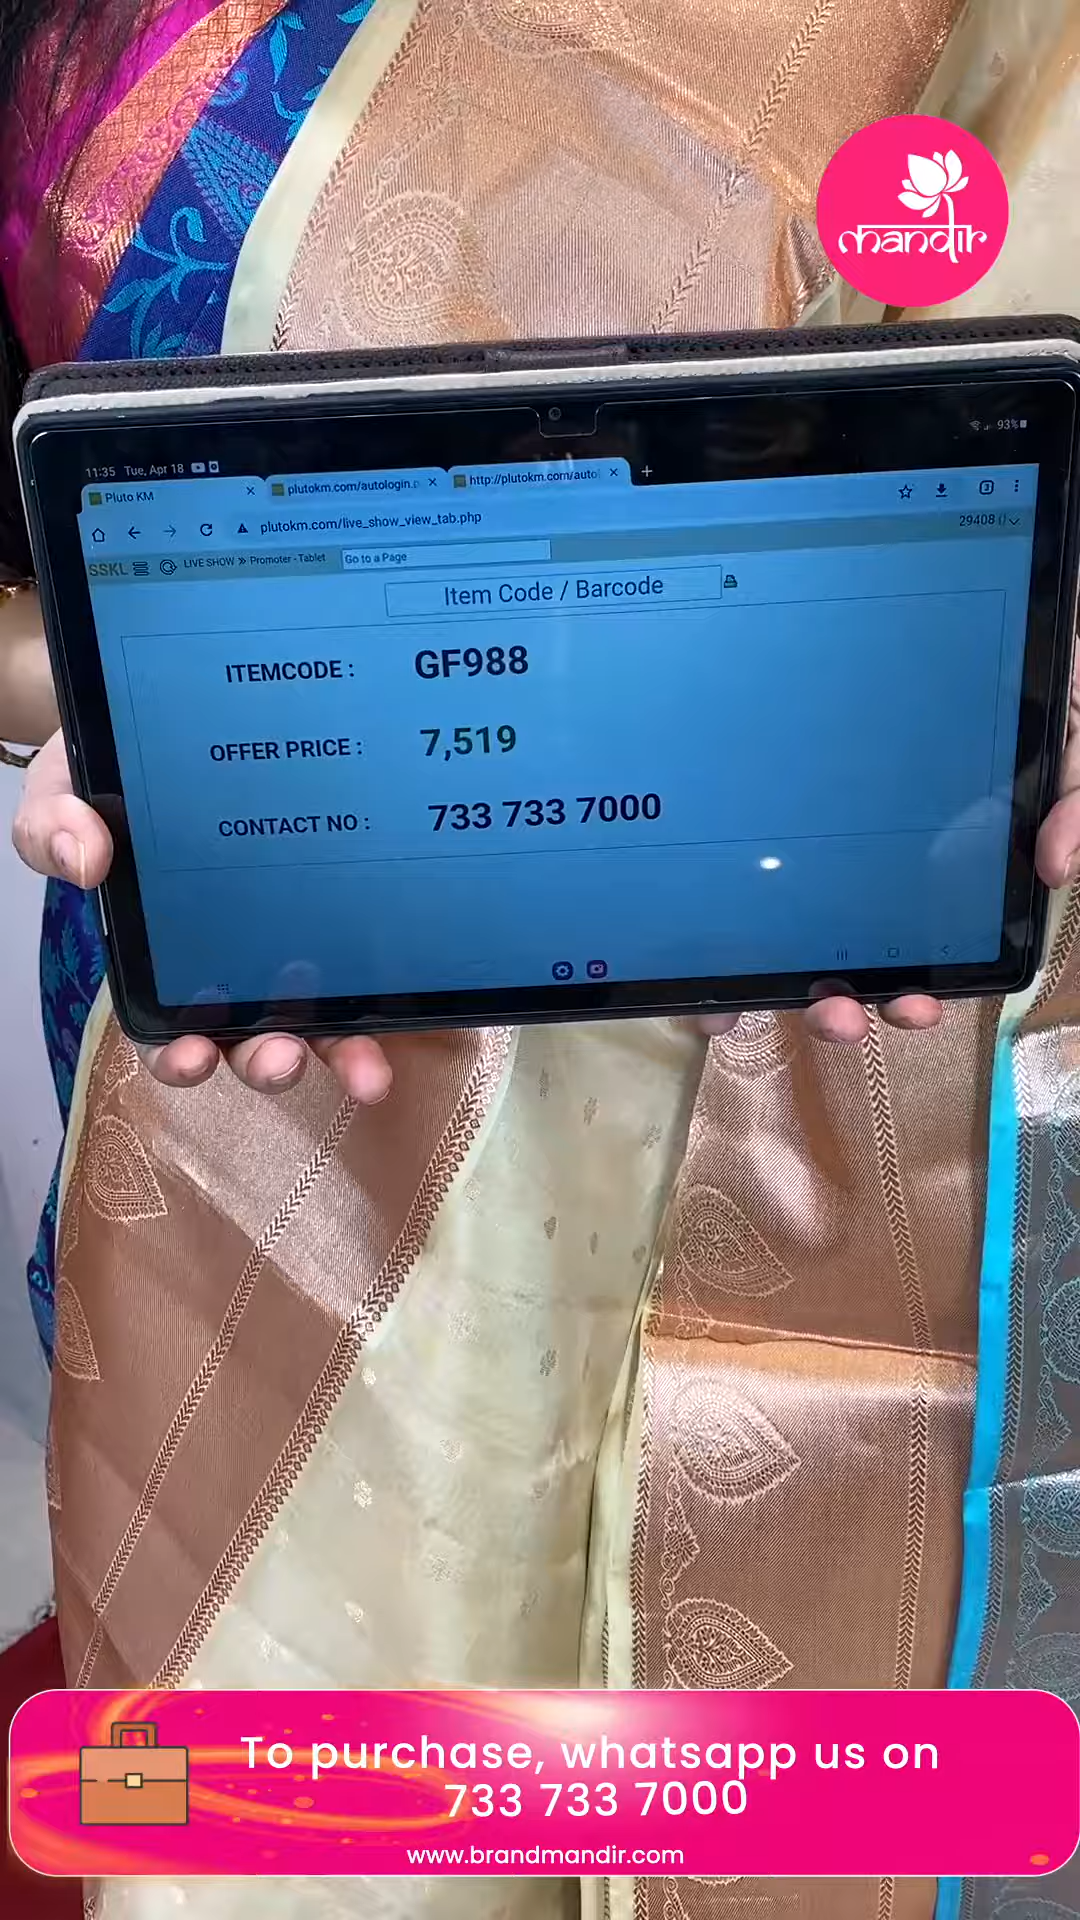 mandir
93%
11:35 Tue, Apr 18
Pluto KM
plutokm.com/autologin.p
http://plutokm.com/autol
plutokm.com/live_show_view_tab.php
29408
SSKL
LIVE SHOW » Promoter - Tablet
Go to a Page
Item Code / Barcode
ITEMCODE : GF988
OFFER PRICE : 7,519
CONTACT NO : 733 733 7000
To purchase, whatsapp us on
733 733 7000
www.brandmandir.com